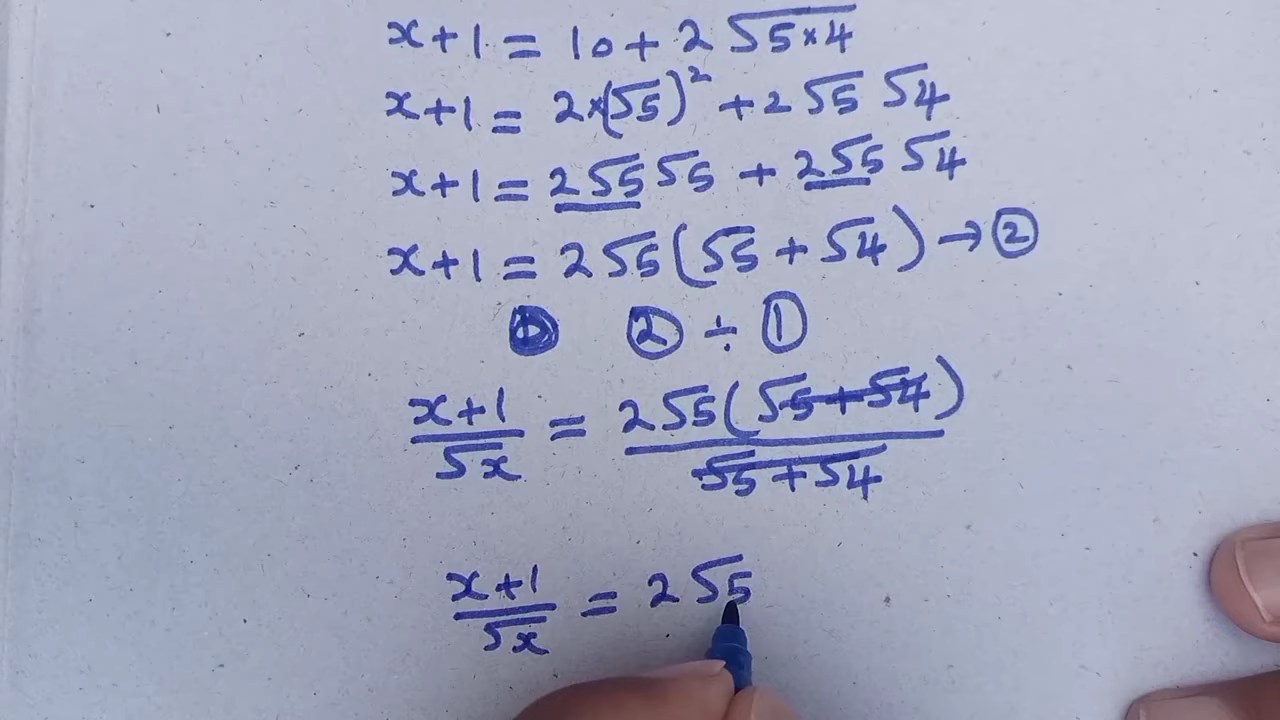 x+1 = 10 + 2√5×4
x+1 = 2×(√5)² + 2√5 √4
x+1 = 2√5 √5 + 2√5 √4
x+1 = 2√5 (√5 + √4) → ②
② ÷ ①
x+1/√x = 2√5(√5+√4)/√5+√4
x+1/√x = 2√5